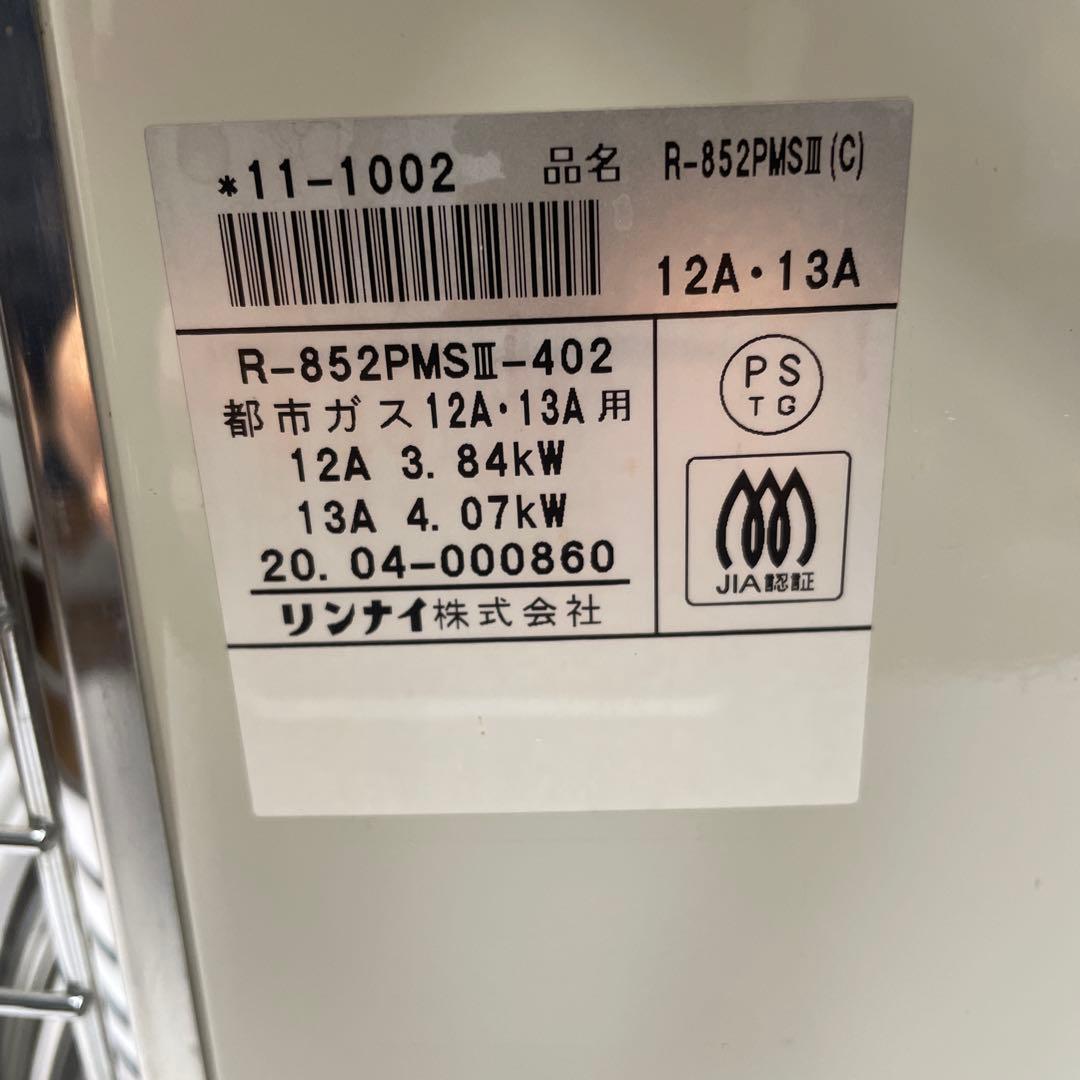 *11-1002 品名 R-852PMSⅢ(C)
12A・13A
R-852PMSⅢ-402
都市ガス12A・13A用
12A 3.84kW
13A 4.07kW
20.04-000860
リンナイ株式会社
PS
TG
JIA認証